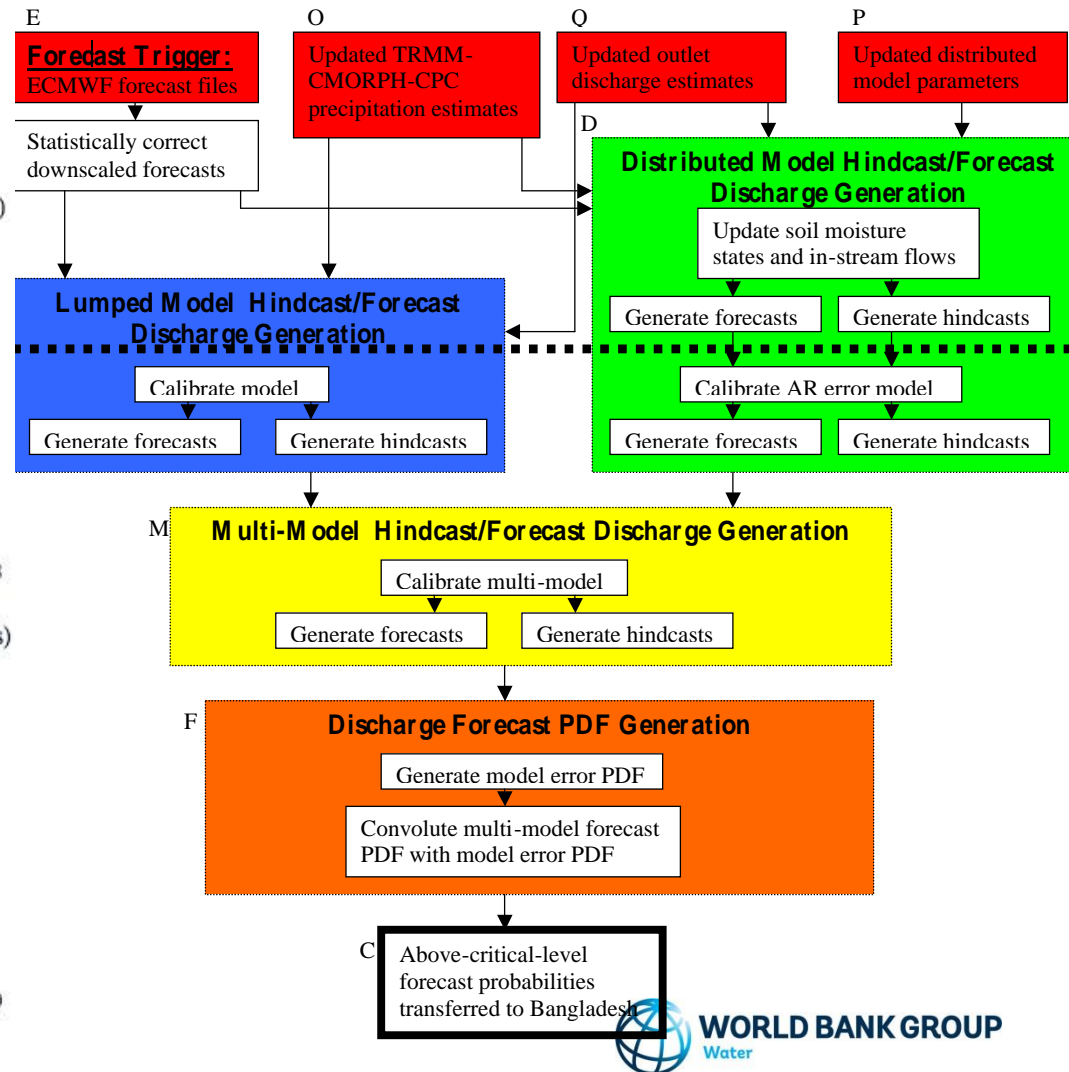 E
O
Q
P
Forecast Trigger:
ECMWF forecast files
Updated TRMM-
CMORPH-CPC
precipitation estimates
Updated outlet
discharge estimates
Updated distributed
model parameters
Statistically correct
downscaled forecasts
D
Distributed Model Hindcast/Forecast
Discharge Generation
Update soil moisture
states and in-stream flows
Generate forecasts
Generate hindcasts
Calibrate AR error model
Generate forecasts
Generate hindcasts
)
Lumped Model Hindcast/Forecast
Discharge Generation
Calibrate model
Generate forecasts
Generate hindcasts
M
Multi-Model Hindcast/Forecast Discharge Generation
Calibrate multi-model
Generate forecasts
Generate hindcasts
s)
F
Discharge Forecast PDF Generation
Generate model error PDF
Convolute multi-model forecast
PDF with model error PDF
C
Above-critical-level
forecast probabilities
transferred to Bangladesh
WORLD BANK GROUP
Water